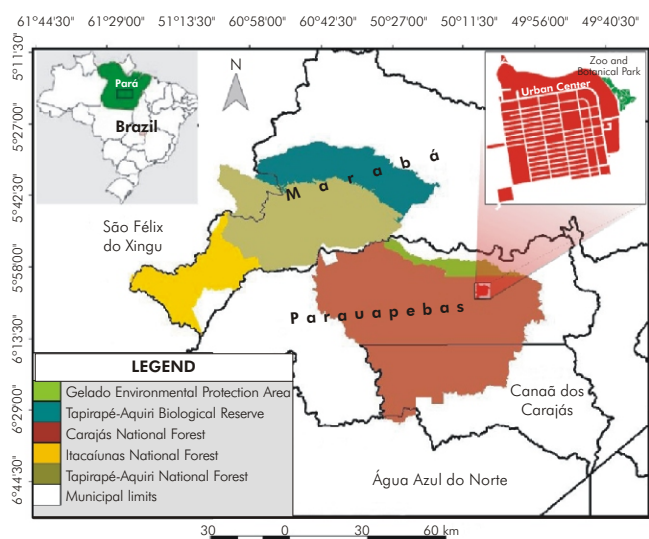 61°44'30" 61°29'00" 51°13'30" 60°58'00" 60°42'30" 50°27'00" 50°11'30" 49°56'00" 49°40'30"
5°11'30"
5°27'00"
5°42'30"
5°58'00"
6°13'30"
6°29'00"
6°44'30"
Pará
Brazil
N
Zoo and
Botanical Park
Urban Center
Marabá
São Félix
do Xingu
Parauapebas
Canaã dos
Carajás
Água Azul do Norte
LEGEND
Gelado Environmental Protection Area
Tapirapé-Aquiri Biological Reserve
Carajás National Forest
Itacaíunas National Forest
Tapirapé-Aquiri National Forest
Municipal limits
30 0 30 60 km